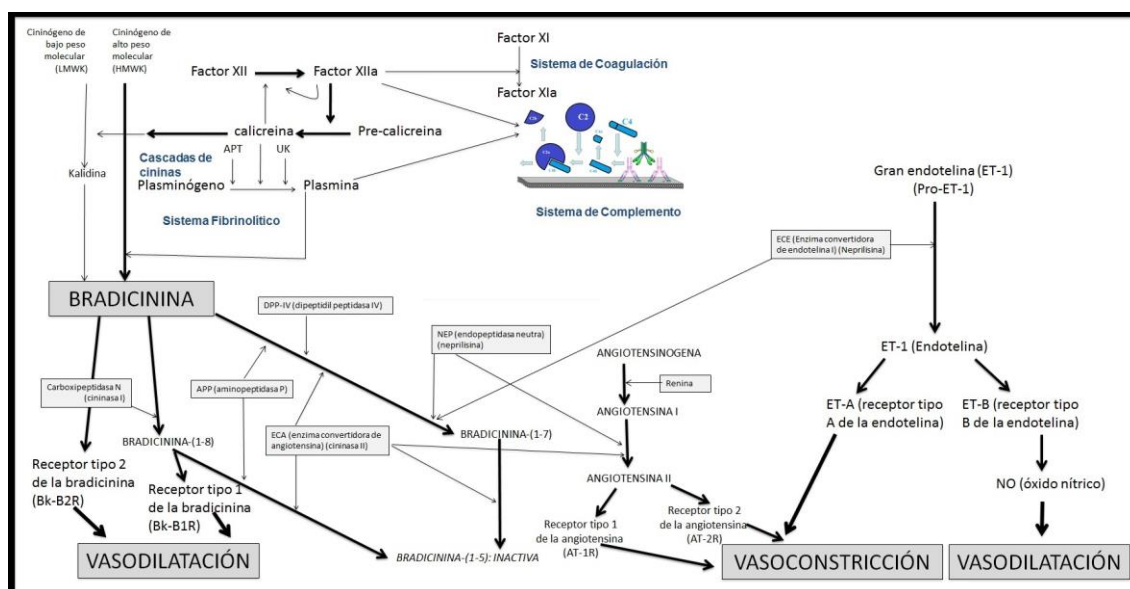 Cininógeno de
bajo peso
molecular
(LMWK)
Cininógeno de
alto peso
molecular
(HMWK)
Factor XII
Factor XIIa
Factor XI
Sistema de Coagulación
Factor XIa
C2
C4
calicreina
Pre-calicreina
APT
UK
Cascadas de
cininas
Kalidina
Plasminógeno
Plasmina
Sistema Fibrinolítico
Sistema de Complemento
Gran endotelina (ET-1)
(Pro-ET-1)
ECE (Enzima convertidora
de endotelina I) (Neprilisina)
BRADICININA
DPP-IV (dipeptidil peptidasa IV)
NEP (endopeptidasa neutra)
(neprilisina)
ANGIOTENSINOGENA
ET-1 (Endotelina)
Renina
Carboxipeptidasa N
(cininasa I)
APP (aminopeptidasa P)
ANGIOTENSINA I
ET-A (receptor tipo
A de la endotelina)
ET-B (receptor tipo
B de la endotelina)
BRADICININA-(1-8)
ECA (enzima convertidora de
angiotensina) (cininasa II)
BRADICININA-(1-7)
Receptor tipo 2
de la bradicinina
(Bk-B2R)
Receptor tipo 1
de la bradicinina
(Bk-B1R)
ANGIOTENSINA II
NO (óxido nítrico)
Receptor tipo 1
de la angiotensina
(AT-1R)
Receptor tipo 2
de la angiotensina
(AT-2R)
VASODILATACIÓN
BRADICININA-(1-5): INACTIVA
VASOCONSTRICCIÓN
VASODILATACIÓN